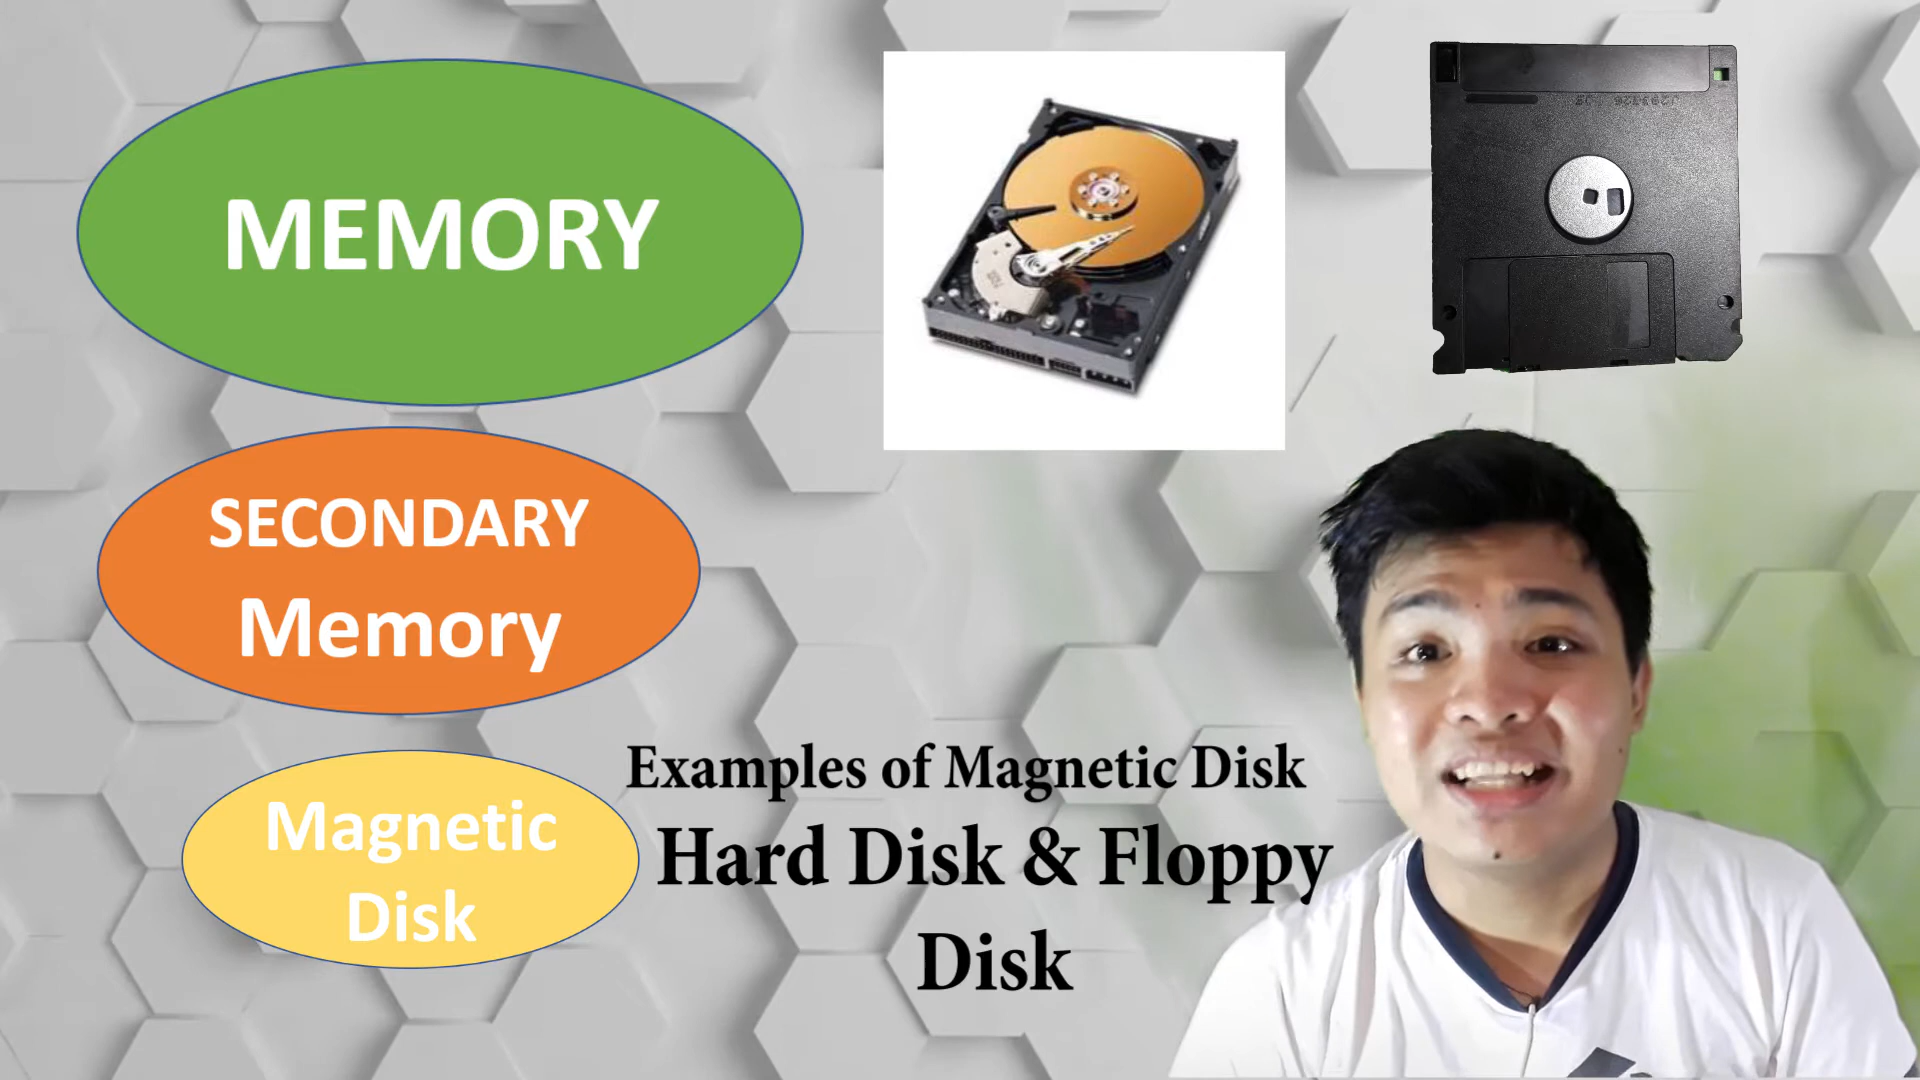 MEMORY
SECONDARY
Memory
Magnetic
Disk
Examples of Magnetic Disk
Hard Disk & Floppy
Disk